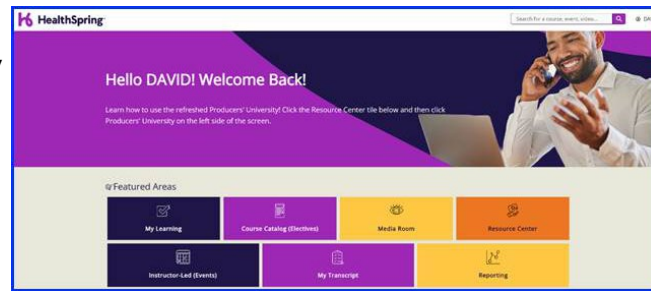 HealthSpring
Search for a course, event, video...
DA
Hello DAVID! Welcome Back!
Learn how to use the refreshed Producers' University! Click the Resource Center tile below and then click
Producers' University on the left side of the screen.
Featured Areas
My Learning
Course Catalog (Electives)
Media Room
Resource Center
Instructor-Led (Events)
My Transcript
Reporting